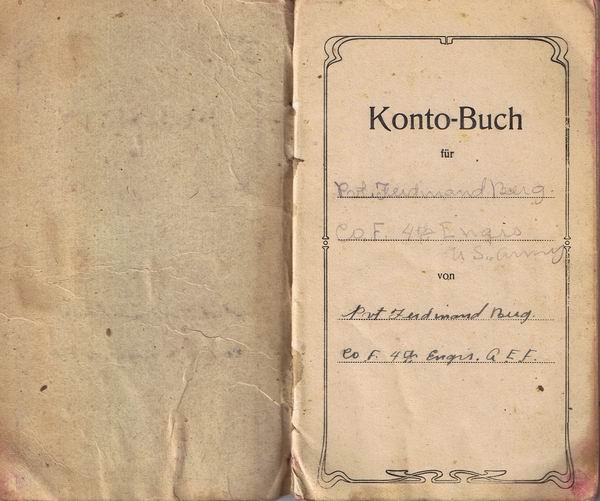 Konto-Buch
für
Pvt. Ferdinand Berg.
Co F. 4th Engrs
U.S. Army
von
Pvt Ferdinand Berg.
Co F. 4th Engrs. A E F.